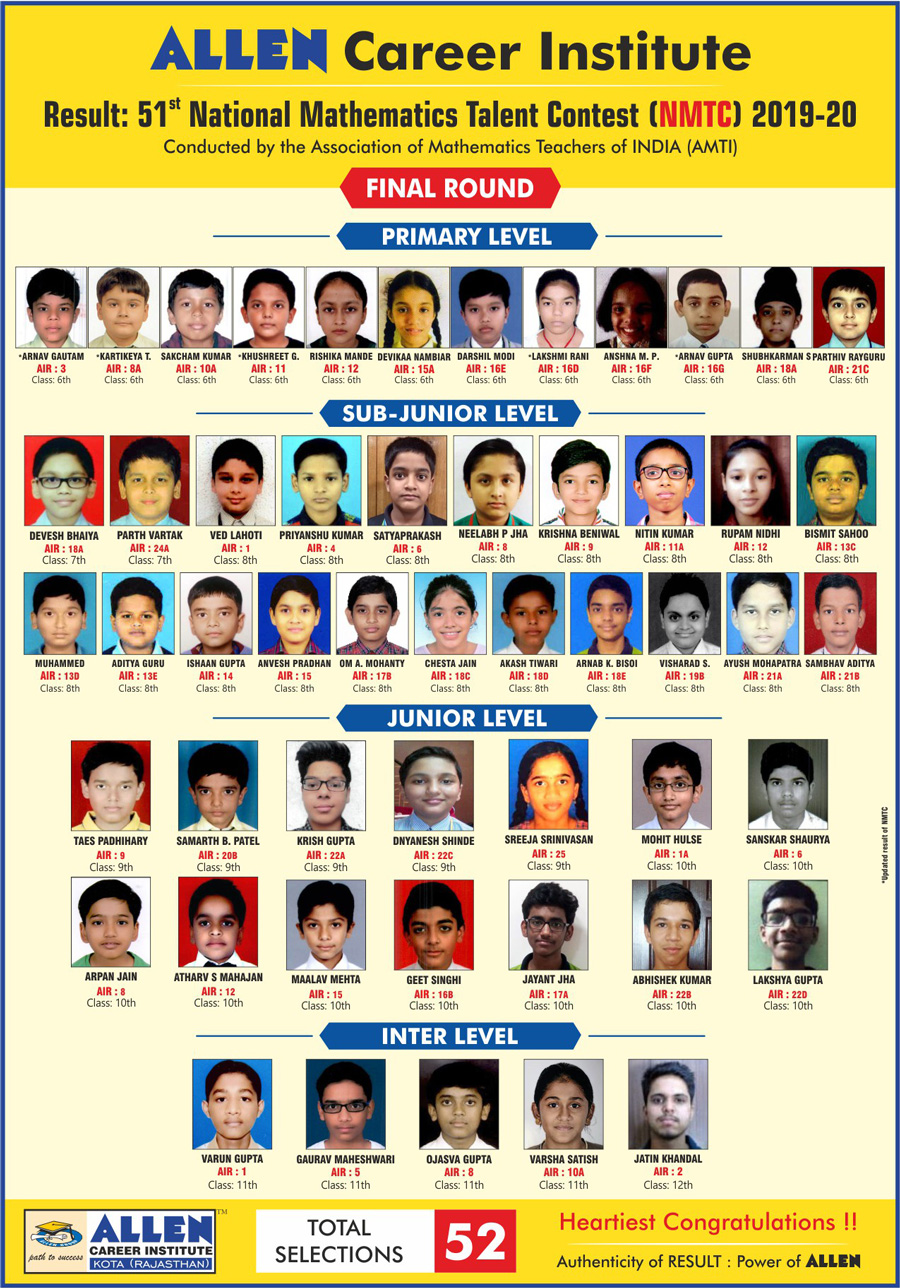 ALLEN Career Institute
Result: 51st National Mathematics Talent Contest (NMTC) 2019-20
Conducted by the Association of Mathematics Teachers of INDIA (AMTI)
FINAL ROUND
PRIMARY LEVEL
*ARNAV GAUTAM *KARTIKEYA T. SAKCHAM KUMAR *KHUSHREET G. RISHIKA MANDE DEVIKAA NAMBIAR DARSHIL MODI *LAKSHMI RANI ANSHNA M. P. *ARNAV GUPTA SHUBHKARMAN S PARTHIV RAYGURU
AIR : 3 AIR : 8A AIR : 10A AIR : 11 AIR : 12 AIR : 15A AIR : 16E AIR : 16D AIR : 16F AIR : 16G AIR : 18A AIR : 21C
Class: 6th Class: 6th Class: 6th Class: 6th Class: 6th Class: 6th Class: 6th Class: 6th Class: 6th Class: 6th Class: 6th Class: 6th
SUB-JUNIOR LEVEL
DEVESH BHAIYA PARTH VARTAK VED LAHOTI PRIYANSHU KUMAR SATYAPRAKASH NEELABH P JHA KRISHNA BENIWAL NITIN KUMAR RUPAM NIDHI BISMIT SAHOO
AIR : 18A AIR : 24A AIR : 1 AIR : 4 AIR : 6 AIR : 8 AIR : 9 AIR : 11A AIR : 12 AIR : 13C
Class: 7th Class: 7th Class: 8th Class: 8th Class: 8th Class: 8th Class: 8th Class: 8th Class: 8th Class: 8th
MUHAMMED ADITYA GURU ISHAAN GUPTA ANVESH PRADHAN OM A. MOHANTY CHESTA JAIN AKASH TIWARI ARNAB K. BISOI VISHARAD S. AYUSH MOHAPATRA SAMBHAV ADITYA
AIR : 13D AIR : 13E AIR : 14 AIR : 15 AIR : 17B AIR : 18C AIR : 18D AIR : 18E AIR : 19B AIR : 21A AIR : 21B
Class: 8th Class: 8th Class: 8th Class: 8th Class: 8th Class: 8th Class: 8th Class: 8th Class: 8th Class: 8th Class: 8th
JUNIOR LEVEL
TAES PADHIHARY SAMARTH B. PATEL KRISH GUPTA DNYANESH SHINDE SREEJA SRINIVASAN MOHIT HULSE SANSKAR SHAURYA
AIR : 9 AIR : 20B AIR : 22A AIR : 22C AIR : 25 AIR : 1A AIR : 6
Class: 9th Class: 9th Class: 9th Class: 9th Class: 9th Class: 10th Class: 10th
*Updated result of NMTC
ARPAN JAIN ATHARV S MAHAJAN MAALAV MEHTA GEET SINGHI JAYANT JHA ABHISHEK KUMAR LAKSHYA GUPTA
AIR : 8 AIR : 12 AIR : 15 AIR : 16B AIR : 17A AIR : 22B AIR : 22D
Class: 10th Class: 10th Class: 10th Class: 10th Class: 10th Class: 10th Class: 10th
INTER LEVEL
VARUN GUPTA GAURAV MAHESHWARI OJASVA GUPTA VARSHA SATISH JATIN KHANDAL
AIR : 1 AIR : 5 AIR : 8 AIR : 10A AIR : 2
Class: 11th Class: 11th Class: 11th Class: 11th Class: 12th
ALLEN TM
CAREER INSTITUTE
KOTA (RAJASTHAN)
path to success
TOTAL
SELECTIONS
52
Heartiest Congratulations !!
Authenticity of RESULT : Power of ALLEN